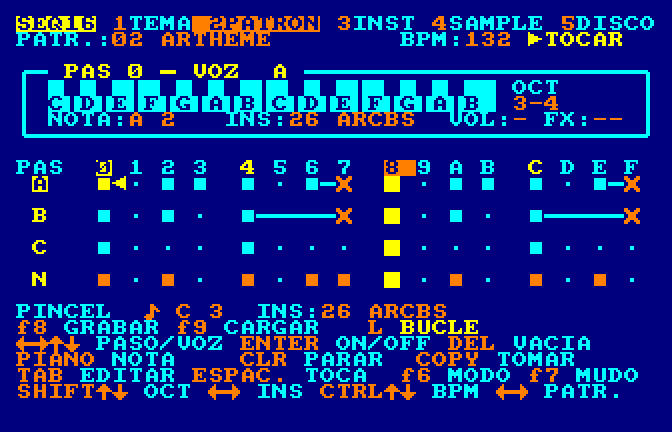 SEQ16 1TEMA 2PATRON 3INST 4SAMPLE 5DISCO
PATR.:02 ARTHEME BPM:132 ►TOCAR
PAS 0 — VOZ A
OCT
C D E F G A B C D E F G A B 3-4
NOTA:A 2 INS:26 ARCBS VOL:- FX:--
PAS 0 1 2 3 4 5 6 7 8 9 A B C D E F
A
B
C
N
PINCEL ♪ C 3 INS:26 ARCBS
f8 GRABAR f9 CARGAR L BUCLE
↔↑↓ PASO/VOZ ENTER ON/OFF DEL VACIA
PIANO NOTA CLR PARAR COPY TOMAR
TAB EDITAR ESPAC. TOCA f6 MODO f7 MUDO
SHIFT↑↓ OCT ↔ INS CTRL↑↓ BPM ↔ PATR.